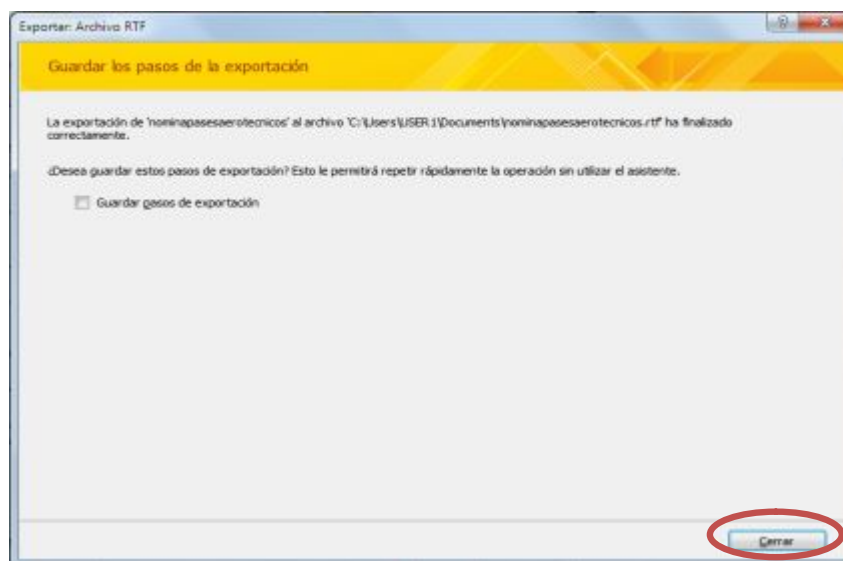 Exportar: Archivo RTF
Guardar los pasos de la exportación
La exportación de 'nominapasesaerotecnicos' al archivo 'C:\Users\USER1\Documents\nominapasesaerotecnicos.rtf' ha finalizado
correctamente.
¿Desea guardar estos pasos de exportación? Esto le permitirá repetir rápidamente la operación sin utilizar el asistente.
Guardar pasos de exportación
Cerrar